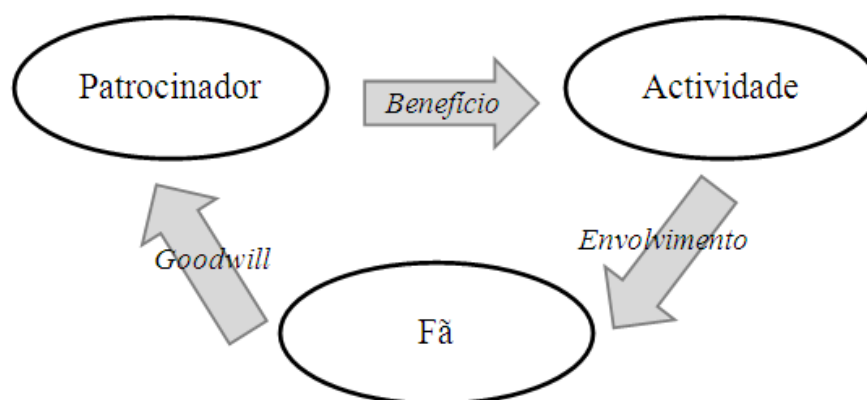 Patrocinador
Benefício
Actividade
Goodwill
Envolvimento
Fã